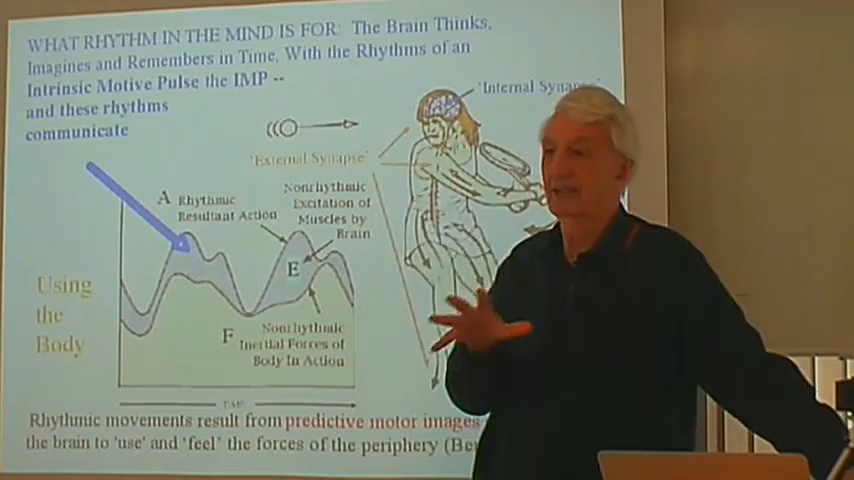 WHAT RHYTHM IN THE MIND IS FOR: The Brain Thinks,
Imagines and Remembers in Time, With the Rhythms of an
Intrinsic Motive Pulse the IMP --
and these rhythms
communicate
'Internal Synapse'
'External Synapse'
A Rhythmic
Resultant Action
Nonrhythmic
Excitation of
Muscles by
Brain
E
Using
the
Body
F Nonrhythmic
Inertial Forces of
Body In Action
TIME
Rhythmic movements result from predictive motor images
the brain to 'use' and 'feel' the forces of the periphery (Be